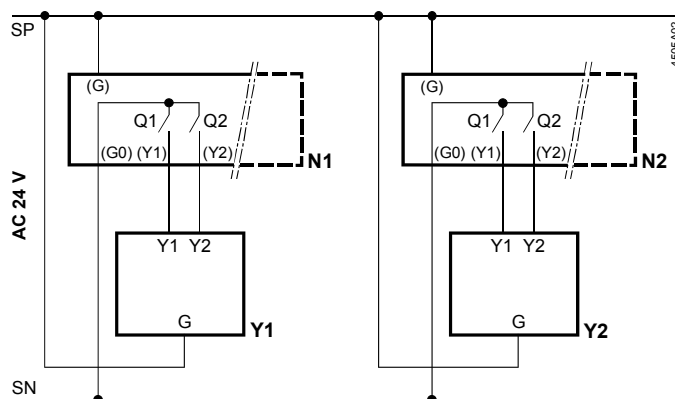 SP
4505A02
(G)
(G)
Q1
Q2
Q1
Q2
(G0) (Y1)
(Y2)
N1
(G0) (Y1)
(Y2)
N2
AC 24 V
Y1 Y2
Y1 Y2
G
Y1
G
Y2
SN